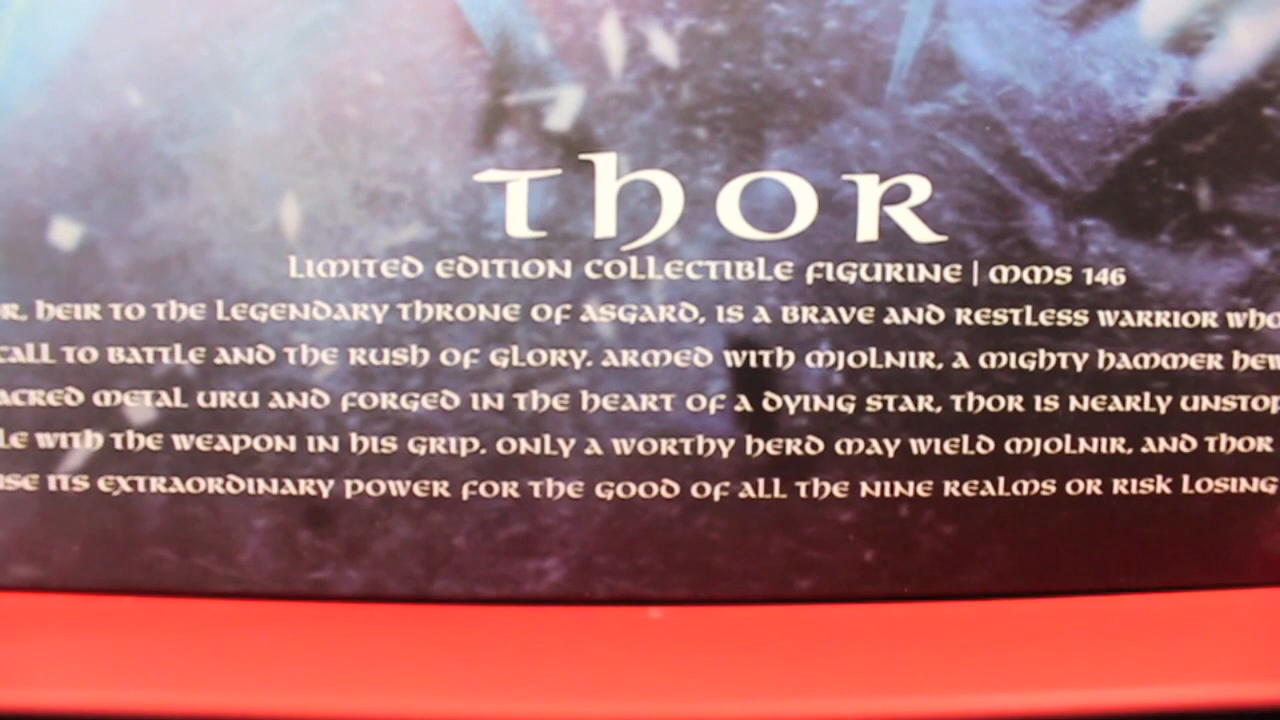 THOR
LIMITED EDITION COLLECTIBLE FIGURINE | MMS 146
HEIR TO THE LEGENDARY THRONE OF ASGARD, IS A BRAVE AND RESTLESS WARRIOR WHO
CALL TO BATTLE AND THE RUSH OF GLORY. ARMED WITH MJOLNIR, A MIGHTY HAMMER
METAL URU AND FORGED IN THE HEART OF A DYING STAR, THOR IS NEARLY
WITH THE WEAPON IN HIS GRIP. ONLY A WORTHY HERO MAY WIELD MJOLNIR, AND THOR
ITS EXTRAORDINARY POWER FOR THE GOOD OF ALL THE NINE REALMS OR RISK LOSING